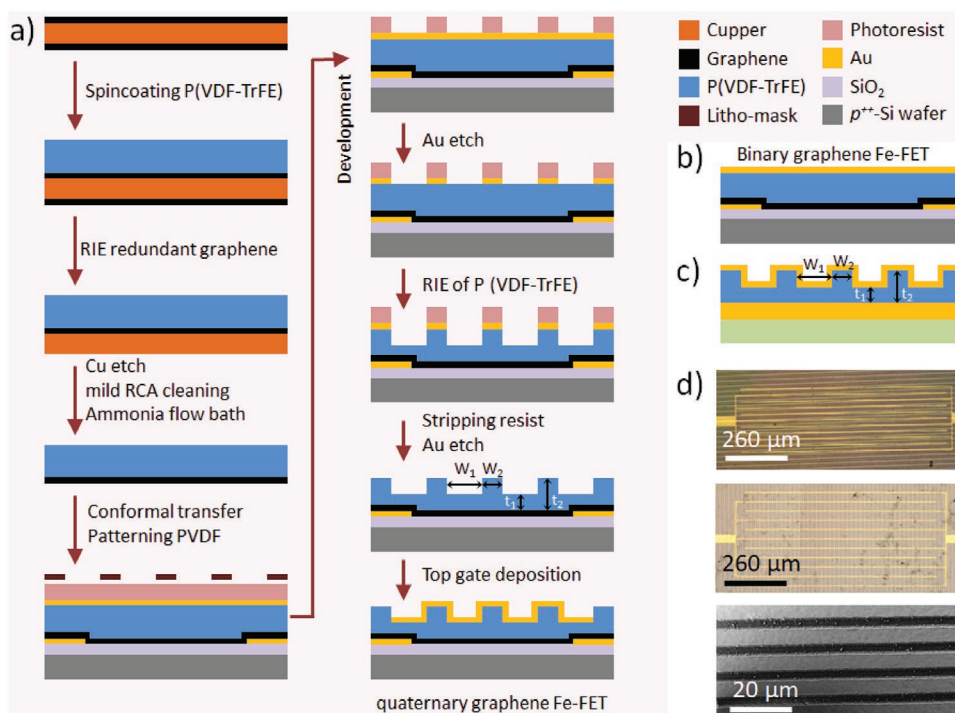 a)
Spincoating P(VDF-TrFE)
RIE redundant graphene
Cu etch
mild RCA cleaning
Ammonia flow bath
Conformal transfer
Patterning PVDF
Development
Au etch
RIE of P (VDF-TrFE)
Stripping resist
Au etch
W1 W2
t1 t2
Top gate deposition
quaternary graphene Fe-FET
Cupper
Graphene
P(VDF-TrFE)
Litho-mask
Photoresist
Au
SiO2
p++-Si wafer
b)
Binary graphene Fe-FET
c)
W1 W2
t1 t2
d)
260 µm
260 µm
20 µm